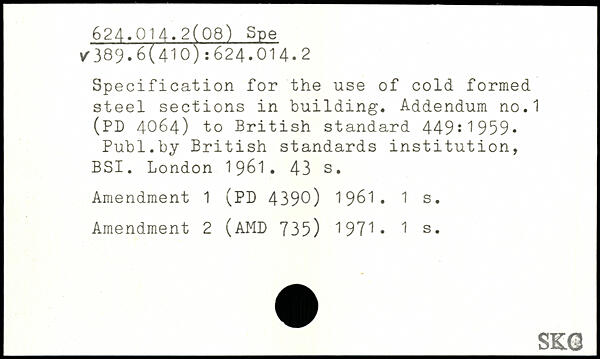 624.014.2(08) Spe
v389.6(410):624.014.2
Specification for the use of cold formed
steel sections in building. Addendum no.1
(PD 4064) to British standard 449:1959.
Publ.by British standards institution,
BSI. London 1961. 43 s.
Amendment 1 (PD 4390) 1961. 1 s.
Amendment 2 (AMD 735) 1971. 1 s.